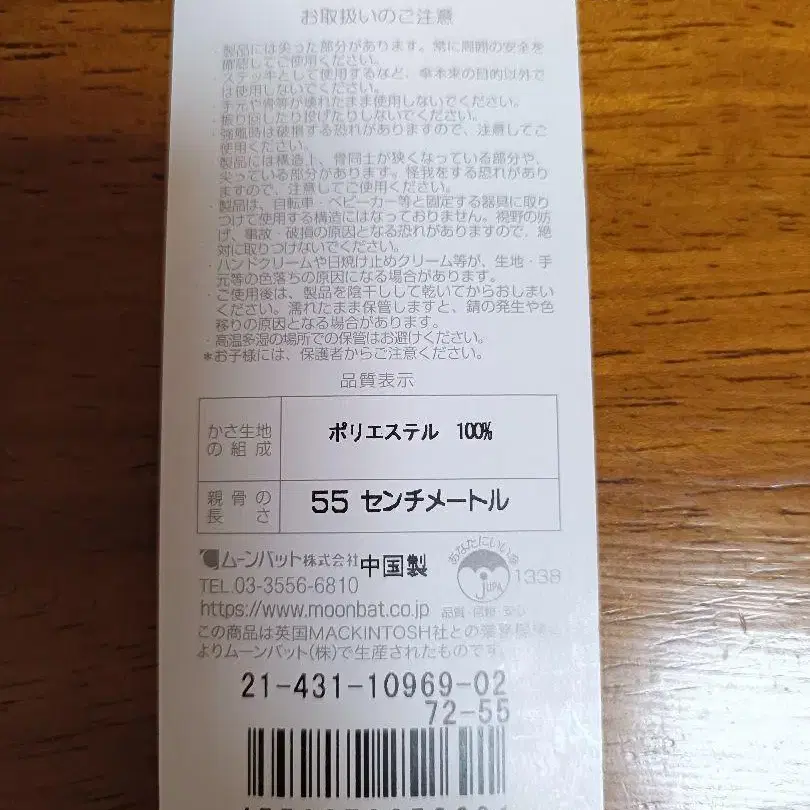 お取扱いのご注意
・製品には尖った部分があります。常に周囲の安全を
確認してご使用ください。
・ステッキとして使用するなど、傘本来の目的以外で
は使用しないでください。
・手元や骨等が壊れたまま使用しないでください。
・振り回したり投げたりしないでください。
・強風時は破損する恐れがありますので、注意してご
使用ください。
・製品には構造上、骨同士が狭くなっている部分や、
尖っている部分があります。怪我をする恐れがあり
ますので、注意してご使用ください。
・製品は、自転車・ベビーカー等と固定する器具に取り
つけて使用する構造にはなっておりません。視野の妨
げ、事故・破損の原因となる恐れがありますので、絶
対に取りつけないでください。
・ハンドクリームや日焼け止めクリーム等が、生地・手
元等の色落ちの原因になる場合があります。
・ご使用後は、製品を陰干しして乾いてからおしまい
ください。濡れたまま保管しますと、錆の発生や色
移りの原因となる場合があります。
・高温多湿の場所での保管はお避けください。
*お子様には、保護者からご注意ください。
品質表示
かさ生地の組成 ポリエステル 100%
親骨の長さ 55 センチメートル
ムーンバット株式会社 中国製
あなたにいい傘
JUPA
1338
TEL.03-3556-6810
https://www.moonbat.co.jp 品質・信頼・安心
この商品は英国MACKINTOSH社との
よりムーンバット(株)で生産されたものです。
21-431-10969-02
72-55